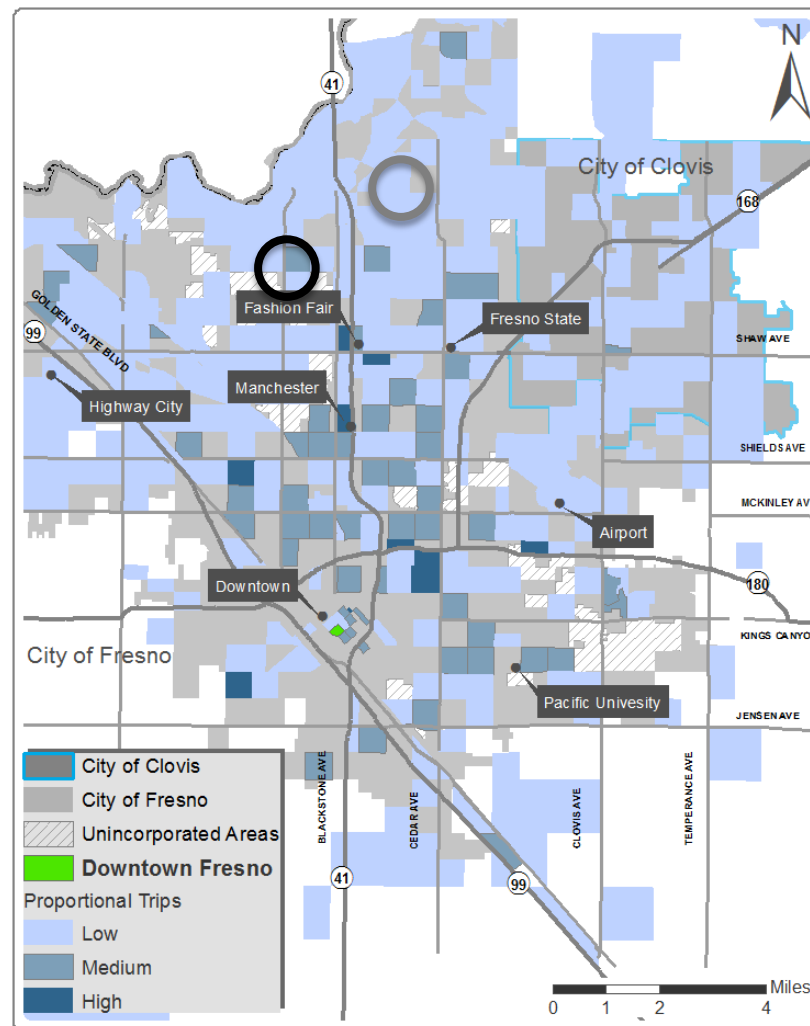 N
41
City of Clovis
168
GOLDEN STATE BLVD
99
Fashion Fair
Fresno State
SHAW AVE
Highway City
Manchester
SHIELDS AVE
MCKINLEY AV
Airport
Downtown
180
KINGS CANYO
City of Fresno
Pacific Univesity
JENSEN AVE
BLACKSTONE AVE
CEDAR AVE
CLOVIS AVE
TEMPERANCE AVE
City of Clovis
City of Fresno
Unincorporated Areas
Downtown Fresno
Proportional Trips
Low
Medium
High
41
99
Miles
0 1 2 4